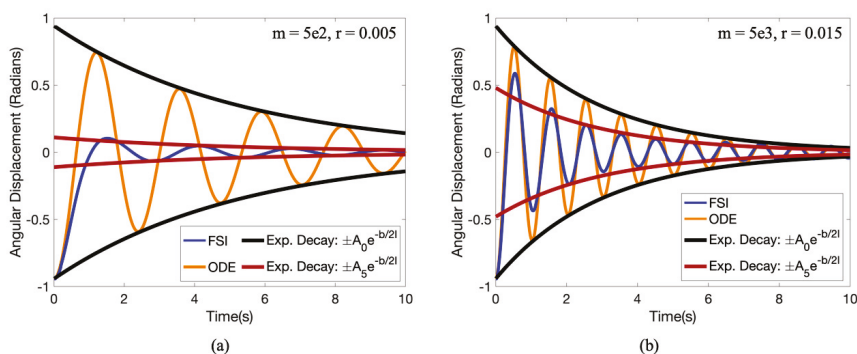 m = 5e2, r = 0.005
1
0.5
0
-0.5
-1
Angular Displacement (Radians)
0 2 4 6 8 10
Time(s)
FSI
ODE
Exp. Decay: ±A₀e⁻ᵇ/²ᴵ
Exp. Decay: ±A₅e⁻ᵇ/²ᴵ
(a)
m = 5e3, r = 0.015
1
0.5
0
-0.5
-1
Angular Displacement (Radians)
0 2 4 6 8 10
Time(s)
FSI
ODE
Exp. Decay: ±A₀e⁻ᵇ/²ᴵ
Exp. Decay: ±A₅e⁻ᵇ/²ᴵ
(b)